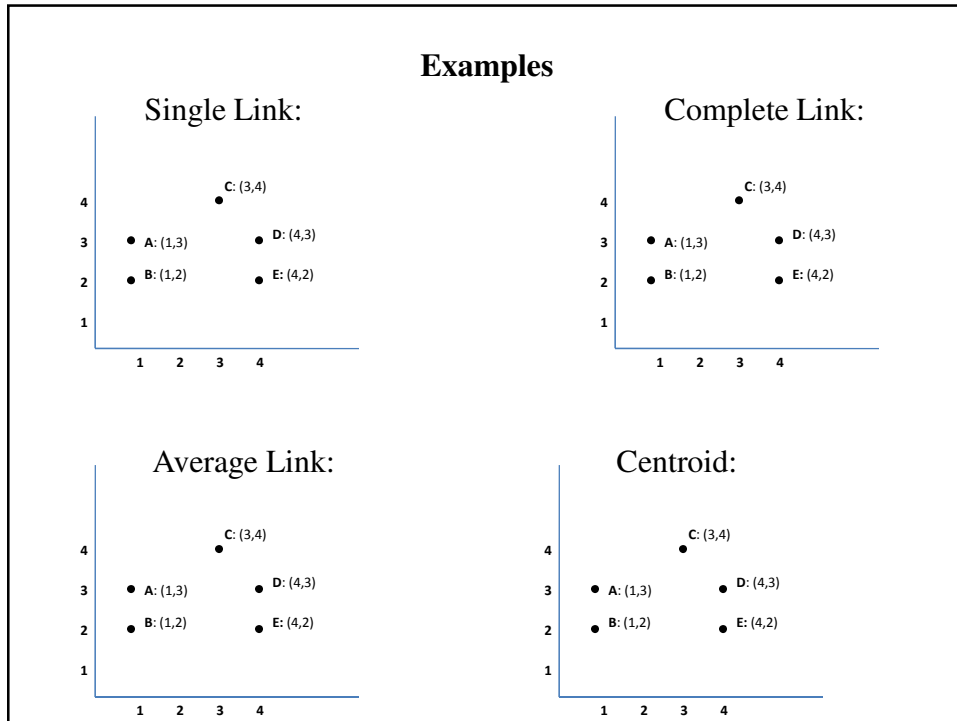 Examples
Single Link:
C: (3,4)
4
3
A: (1,3)
D: (4,3)
2
B: (1,2)
E: (4,2)
1
1 2 3 4
Complete Link:
C: (3,4)
4
3
A: (1,3)
D: (4,3)
2
B: (1,2)
E: (4,2)
1
1 2 3 4
Average Link:
C: (3,4)
4
3
A: (1,3)
D: (4,3)
2
B: (1,2)
E: (4,2)
1
1 2 3 4
Centroid:
C: (3,4)
4
3
A: (1,3)
D: (4,3)
2
B: (1,2)
E: (4,2)
1
1 2 3 4